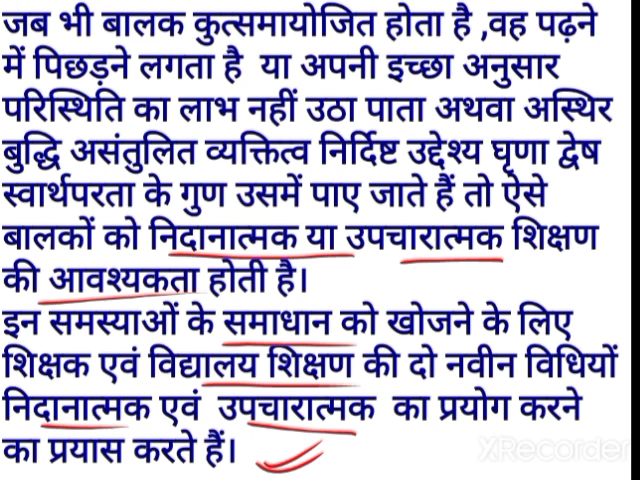 जब भी बालक कुत्समायोजित होता है ,वह पढ़ने
में पिछड़ने लगता है या अपनी इच्छा अनुसार
परिस्थिति का लाभ नहीं उठा पाता अथवा अस्थिर
बुद्धि असंतुलित व्यक्तित्व निर्दिष्ट उद्देश्य घृणा द्वेष
स्वार्थपरता के गुण उसमें पाए जाते हैं तो ऐसे
बालकों को निदानात्मक या उपचारात्मक शिक्षण
की आवश्यकता होती है।
इन समस्याओं के समाधान को खोजने के लिए
शिक्षक एवं विद्यालय शिक्षण की दो नवीन विधियों
निदानात्मक एवं उपचारात्मक का प्रयोग करने
का प्रयास करते हैं।
XRecorder